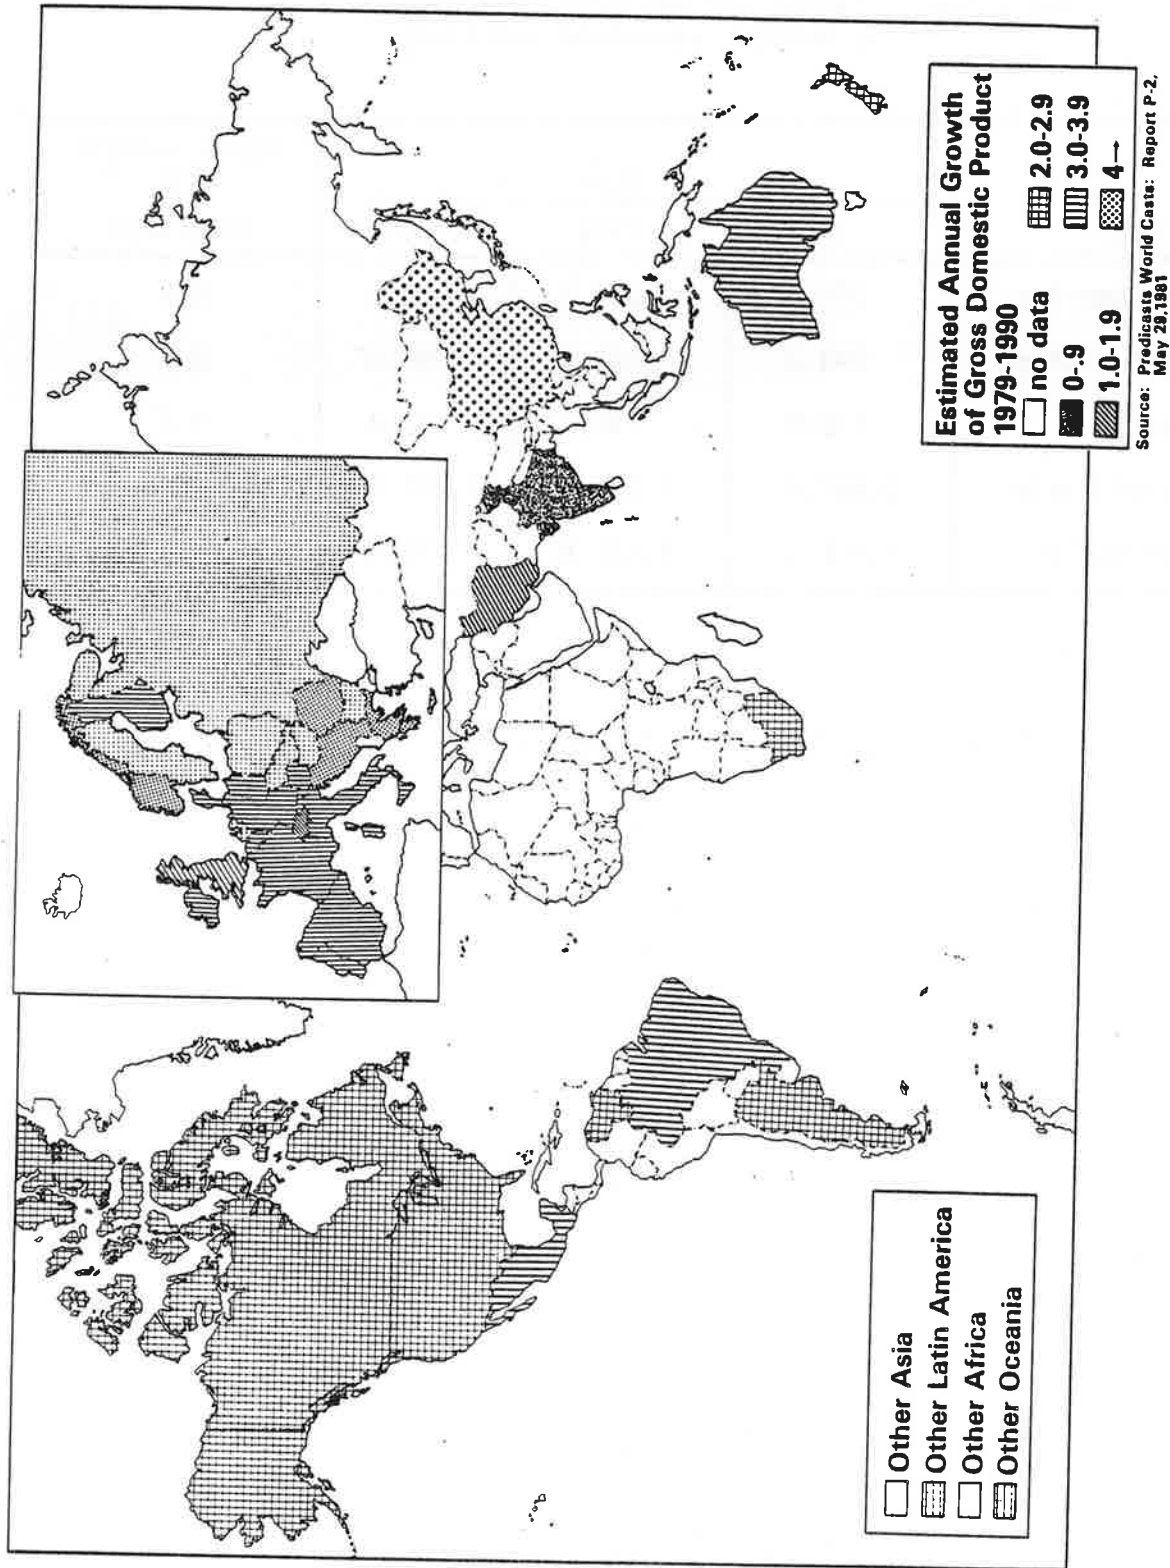 Estimated Annual Growth
of Gross Domestic Product
1979-1990
no data
0-.9
1.0-1.9
2.0-2.9
3.0-3.9
4→
Source: Predicasts World Casts: Report P-2,
May 29,1981
Other Asia
Other Latin America
Other Africa
Other Oceania